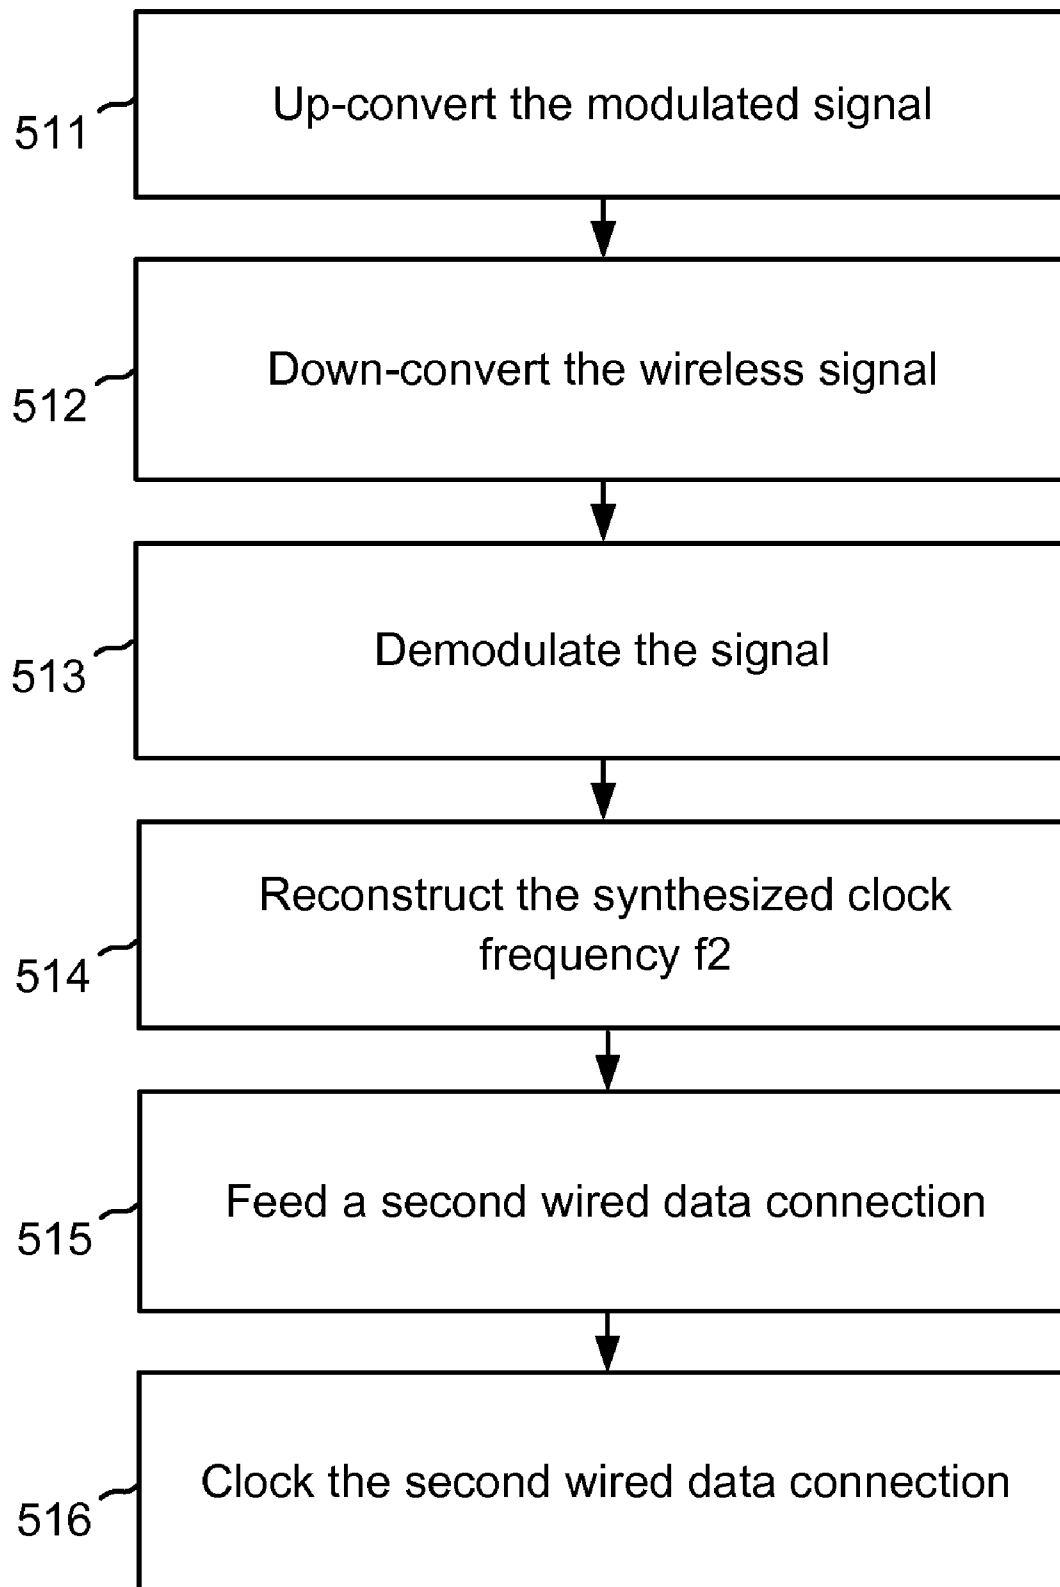 511
Up-convert the modulated signal
512
Down-convert the wireless signal
513
Demodulate the signal
514
Reconstruct the synthesized clock
frequency f2
515
Feed a second wired data connection
516
Clock the second wired data connection